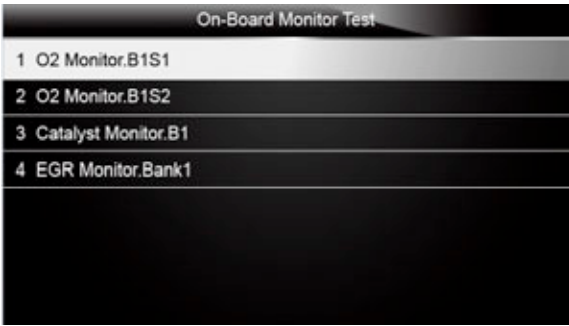 On-Board Monitor Test
1 O2 Monitor.B1S1
2 O2 Monitor.B1S2
3 Catalyst Monitor.B1
4 EGR Monitor.Bank1